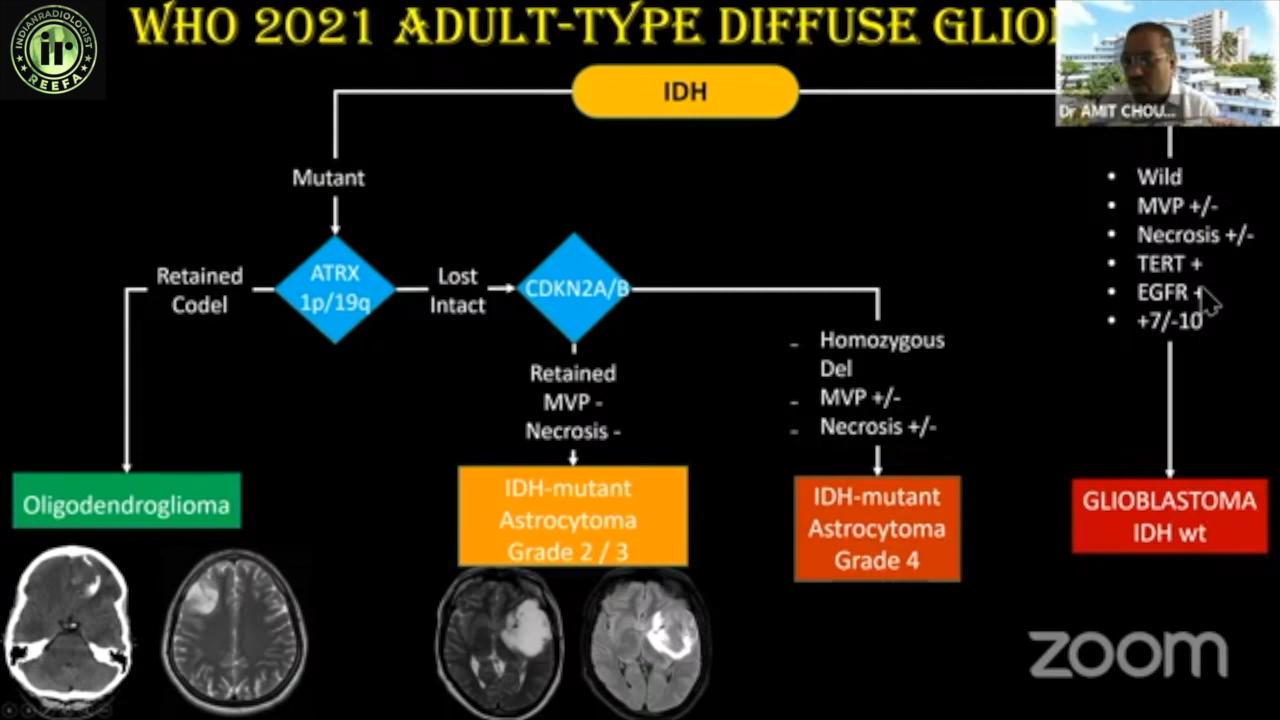 WHO 2021 ADULT-TYPE DIFFUSE
INDIANRADIOLOGIST
ir
REEFA
Dr AMIT CHOU...
IDH
Mutant
ATRX
1p/19q
Retained
Codel
Lost
Intact
CDKN2A/B
Retained
MVP -
Necrosis -
- Homozygous
Del
- MVP +/-
- Necrosis +/-
• Wild
• MVP +/-
• Necrosis +/-
• TERT +
• EGFR +
• +7/-10
Oligodendroglioma
IDH-mutant
Astrocytoma
Grade 2 / 3
IDH-mutant
Astrocytoma
Grade 4
GLIOBLASTOMA
IDH wt
zoom